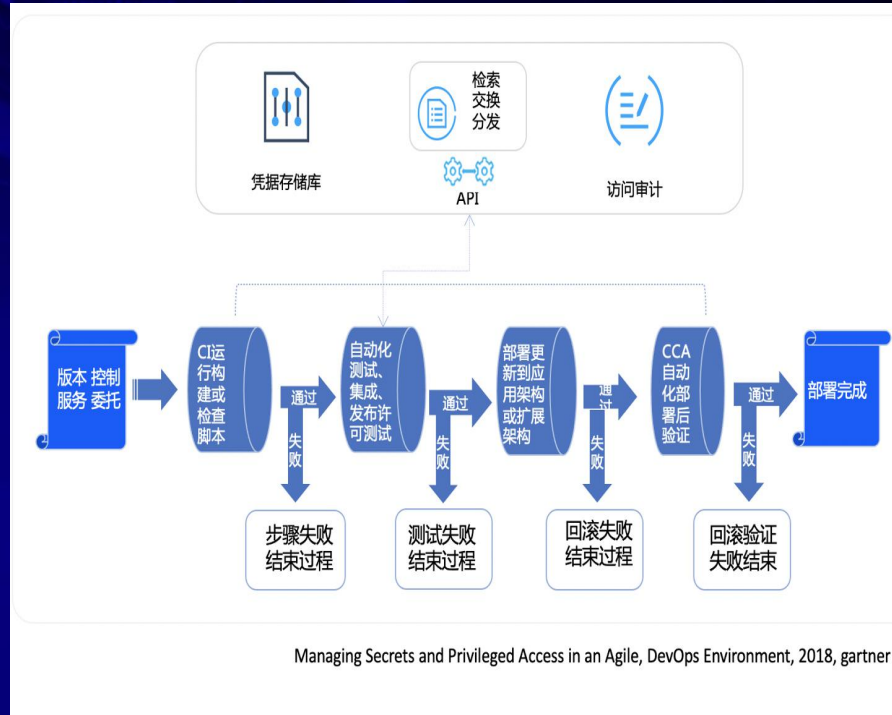 检索
交换
分发
凭据存储库
API
访问审计
版本 控制
服务 委托
CI运
行构
建或
检查
脚本
通过
失
败
自动化
测试、
集成、
发布许
可测试
通过
失
败
部署更
新到应
用架构
或扩展
架构
通
过
失
败
CCA
自动
化部
署后
验证
通过
失
败
部署完成
步骤失败
结束过程
测试失败
结束过程
回滚失败
结束过程
回滚验证
失败结束
Managing Secrets and Privileged Access in an Agile, DevOps Environment, 2018, gartner